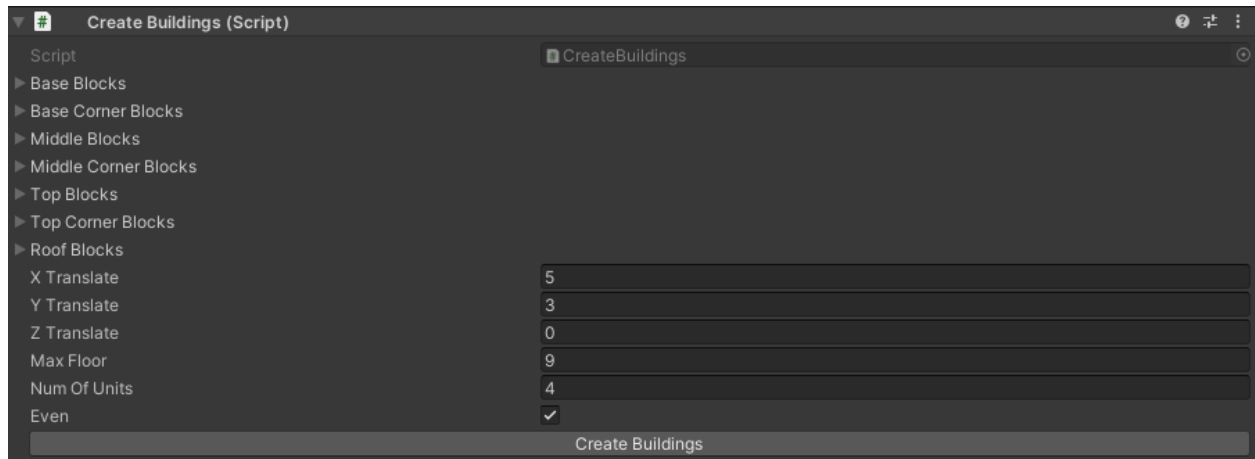 # Create Buildings (Script)
Script CreateBuildings
Base Blocks
Base Corner Blocks
Middle Blocks
Middle Corner Blocks
Top Blocks
Top Corner Blocks
Roof Blocks
X Translate 5
Y Translate 3
Z Translate 0
Max Floor 9
Num Of Units 4
Even
Create Buildings